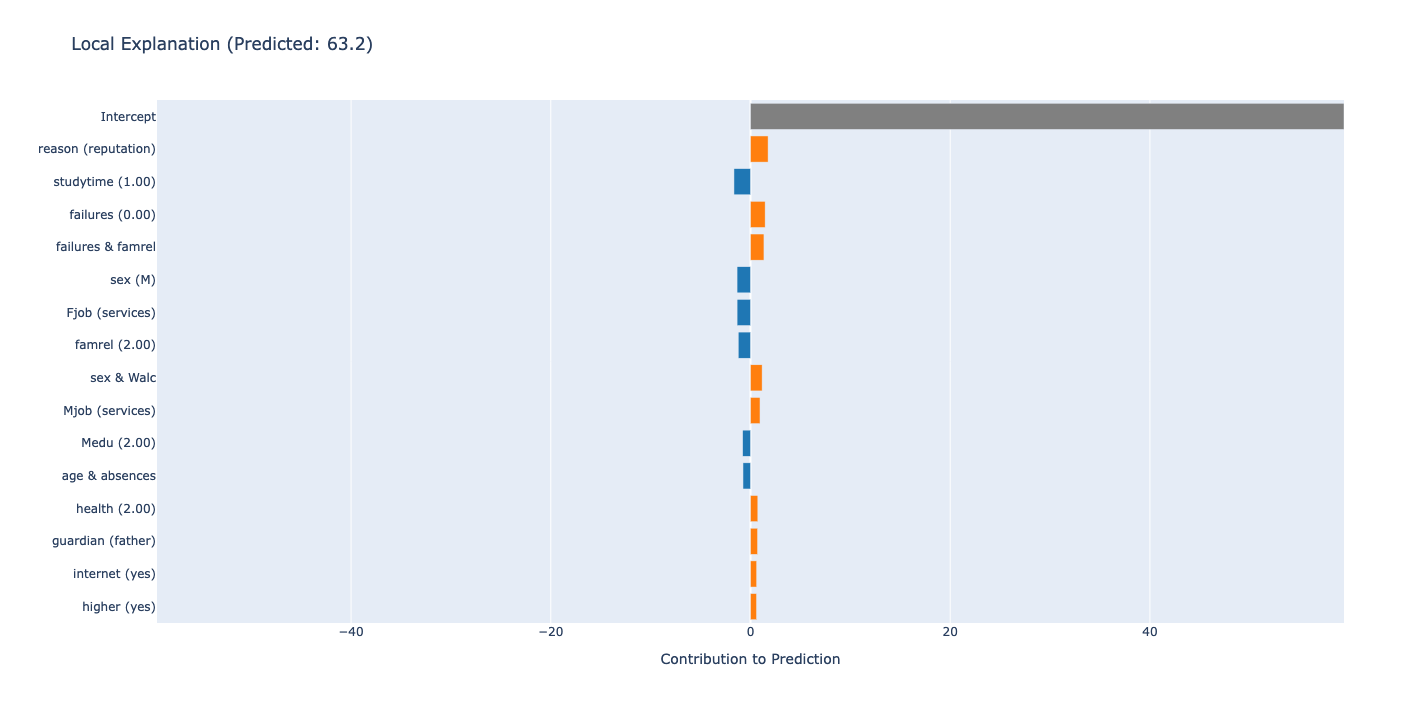 Local Explanation (Predicted: 63.2)
Intercept
reason (reputation)
studytime (1.00)
failures (0.00)
failures & famrel
sex (M)
Fjob (services)
famrel (2.00)
sex & Walc
Mjob (services)
Medu (2.00)
age & absences
health (2.00)
guardian (father)
internet (yes)
higher (yes)
−40 −20 0 20 40
Contribution to Prediction